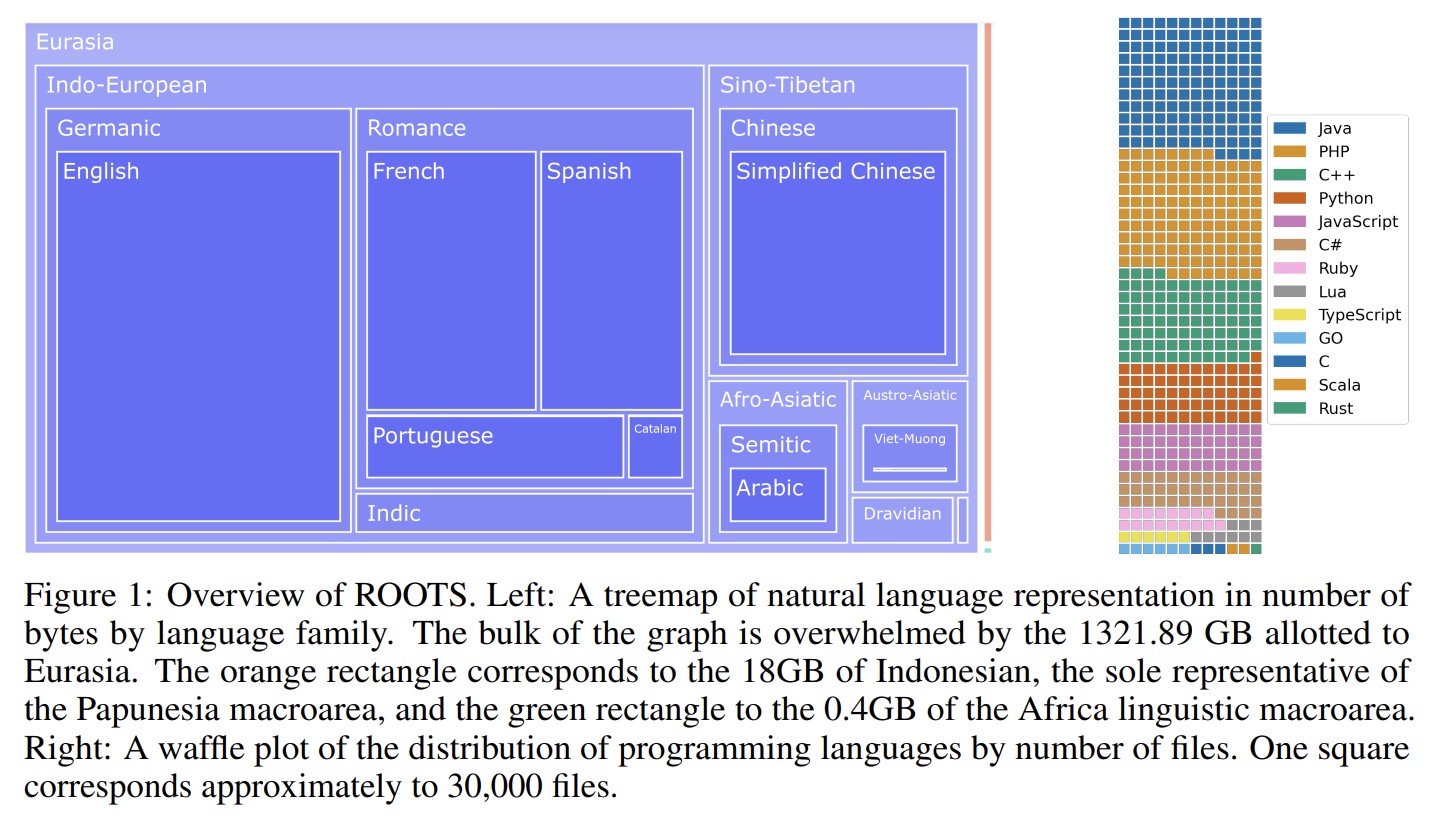 Eurasia
Indo-European
Germanic
English
Romance
French
Spanish
Portuguese
Catalan
Indic
Sino-Tibetan
Chinese
Simplified Chinese
Afro-Asiatic
Semitic
Arabic
Austro-Asiatic
Viet-Muong
Dravidian
Java
PHP
C++
Python
JavaScript
C#
Ruby
Lua
TypeScript
GO
C
Scala
Rust
Figure 1: Overview of ROOTS. Left: A treemap of natural language representation in number of
bytes by language family. The bulk of the graph is overwhelmed by the 1321.89 GB allotted to
Eurasia. The orange rectangle corresponds to the 18GB of Indonesian, the sole representative of
the Papunesia macroarea, and the green rectangle to the 0.4GB of the Africa linguistic macroarea.
Right: A waffle plot of the distribution of programming languages by number of files. One square
corresponds approximately to 30,000 files.